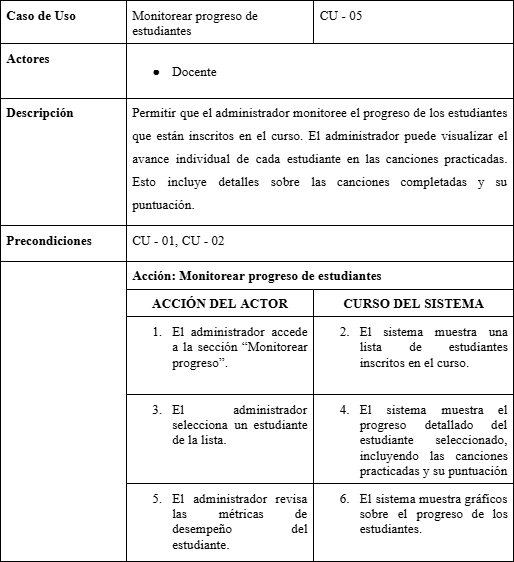 Caso de Uso
Monitorear progreso de
estudiantes
CU - 05
Actores
● Docente
Descripción
Permitir que el administrador monitoree el progreso de los estudiantes
que están inscritos en el curso. El administrador puede visualizar el
avance individual de cada estudiante en las canciones practicadas.
Esto incluye detalles sobre las canciones completadas y su
puntuación.
Precondiciones
CU - 01, CU - 02
Acción: Monitorear progreso de estudiantes
ACCIÓN DEL ACTOR
CURSO DEL SISTEMA
1. El administrador accede
a la sección “Monitorear
progreso”.
2. El sistema muestra una
lista de estudiantes
inscritos en el curso.
3. El administrador
selecciona un estudiante
de la lista.
4. El sistema muestra el
progreso detallado del
estudiante seleccionado,
incluyendo las canciones
practicadas y su puntuación
5. El administrador revisa
las métricas de
desempeño del
estudiante.
6. El sistema muestra gráficos
sobre el progreso de los
estudiantes.